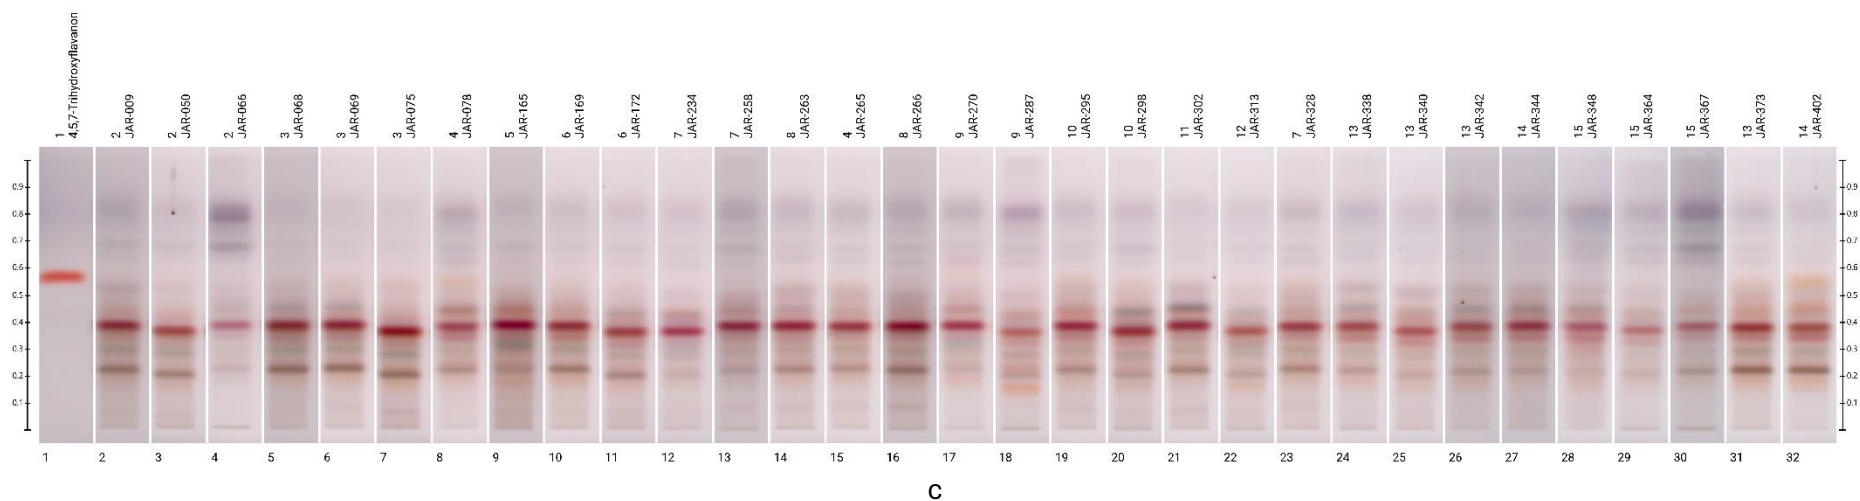 1 4,5,7-Trihydroxyflavanon
2 JAR-009
2 JAR-050
2 JAR-066
3 JAR-068
3 JAR-069
3 JAR-075
4 JAR-078
5 JAR-165
6 JAR-169
6 JAR-172
7 JAR-234
7 JAR-258
8 JAR-263
4 JAR-265
8 JAR-266
9 JAR-270
9 JAR-287
10 JAR-295
10 JAR-298
11 JAR-302
12 JAR-313
7 JAR-328
13 JAR-338
13 JAR-340
13 JAR-342
14 JAR-344
15 JAR-348
15 JAR-364
15 JAR-367
13 JAR-373
14 JAR-402
0.9 0.9
0.8 0.8
0.7 0.7
0.6 0.6
0.5 0.5
0.4 0.4
0.3 0.3
0.2 0.2
0.1 0.1
1 2 3 4 5 6 7 8 9 10 11 12 13 14 15 16 17 18 19 20 21 22 23 24 25 26 27 28 29 30 31 32
C